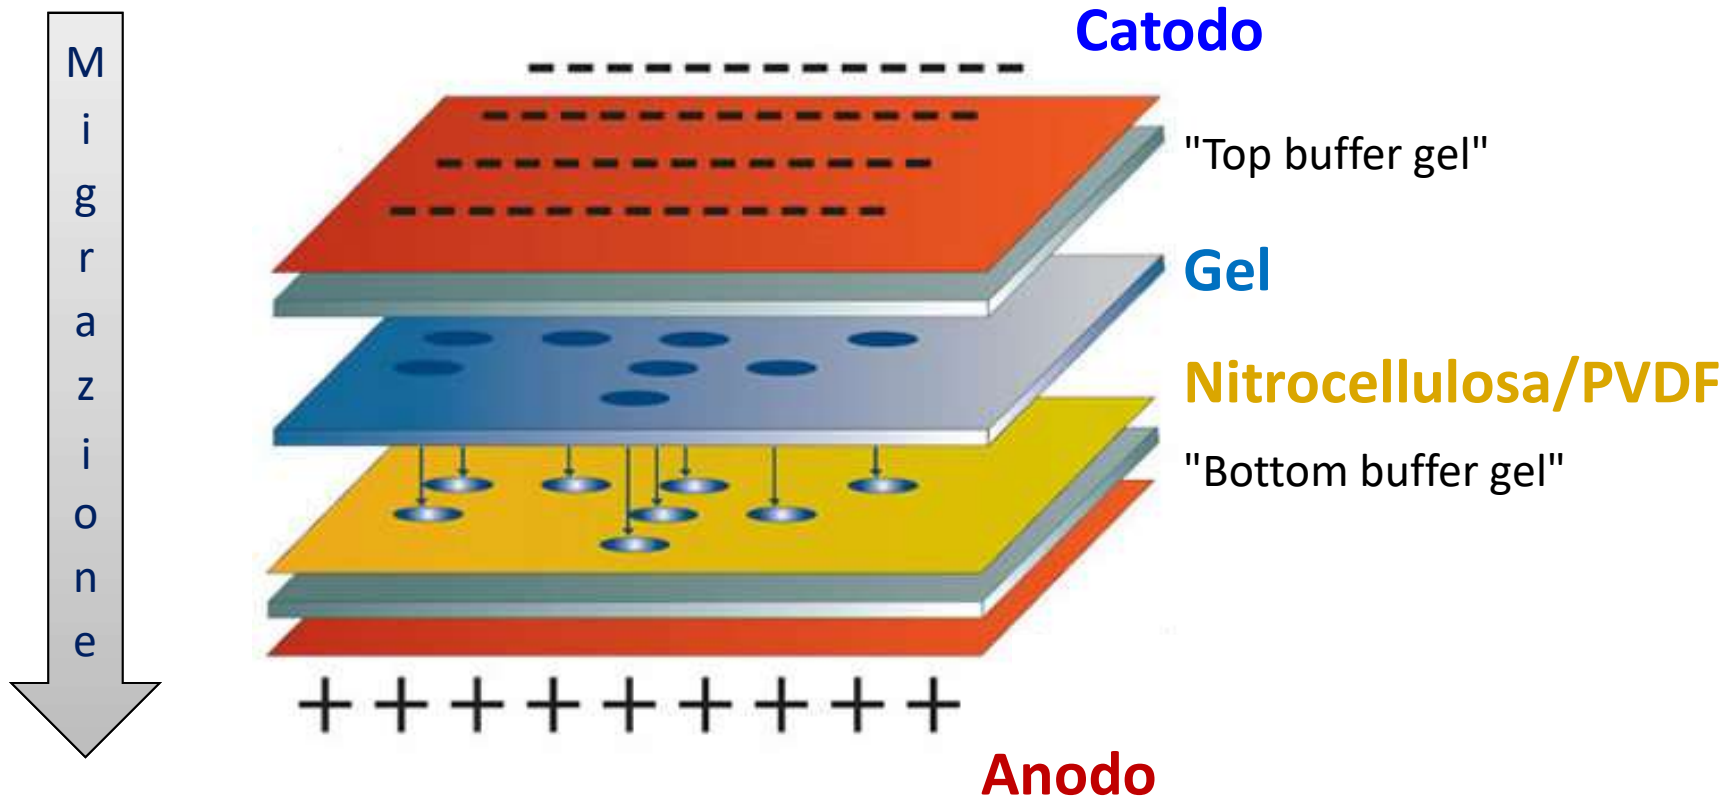 Migrazione
Catodo
"Top buffer gel"
Gel
Nitrocellulosa/PVDF
"Bottom buffer gel"
Anodo